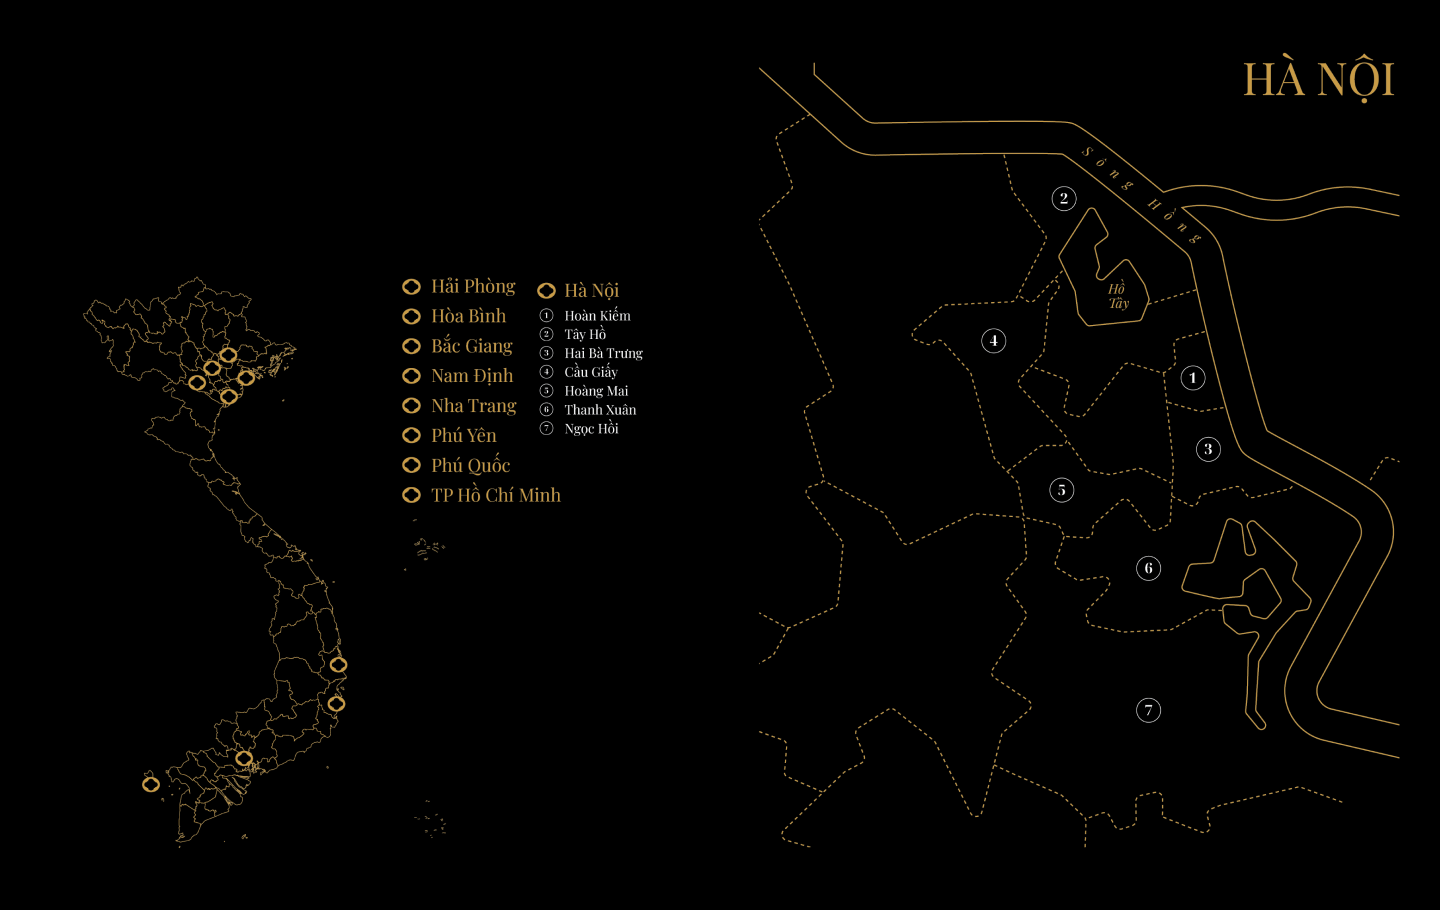 HÀ NỘI
Hải Phòng
Hòa Bình
Bắc Giang
Nam Định
Nha Trang
Phú Yên
Phú Quốc
TP Hồ Chí Minh
Hà Nội
1 Hoàn Kiếm
2 Tây Hồ
3 Hai Bà Trưng
4 Cầu Giấy
5 Hoàng Mai
6 Thanh Xuân
7 Ngọc Hồi
Sông Hồng
2
Hồ
Tây
4
1
3
5
6
7